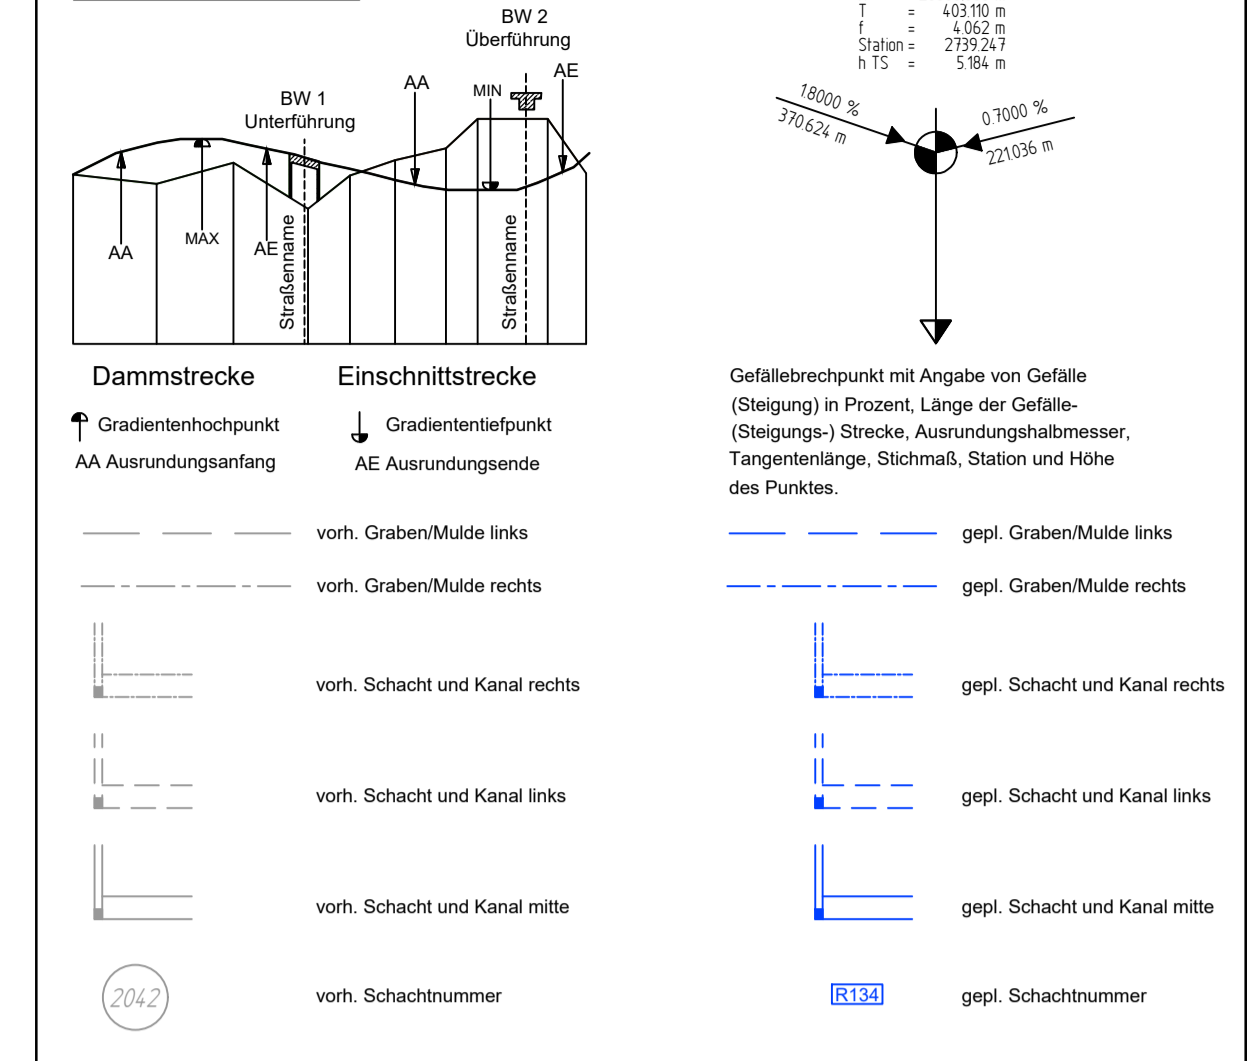 BW 2
Überführung
AA
MIN
AE
BW 1
Unterführung
AA
MAX
AE
Straßenname
Straßenname
Dammstrecke
Einschnittstrecke
Gradientenhochpunkt
Gradiententiefpunkt
AA Ausrundungsanfang
AE Ausrundungsende
T = 403.110 m
f = 4.062 m
Station = 2739.247
h TS = 5.184 m
1.8000 %
370.624 m
0.7000 %
221.036 m
Gefällebrechpunkt mit Angabe von Gefälle
(Steigung) in Prozent, Länge der Gefälle-
(Steigungs-) Strecke, Ausrundungshalbmesser,
Tangentenlänge, Stichmaß, Station und Höhe
des Punktes.
vorh. Graben/Mulde links
gepl. Graben/Mulde links
vorh. Graben/Mulde rechts
gepl. Graben/Mulde rechts
vorh. Schacht und Kanal rechts
gepl. Schacht und Kanal rechts
vorh. Schacht und Kanal links
gepl. Schacht und Kanal links
vorh. Schacht und Kanal mitte
gepl. Schacht und Kanal mitte
2042
vorh. Schachtnummer
R134
gepl. Schachtnummer